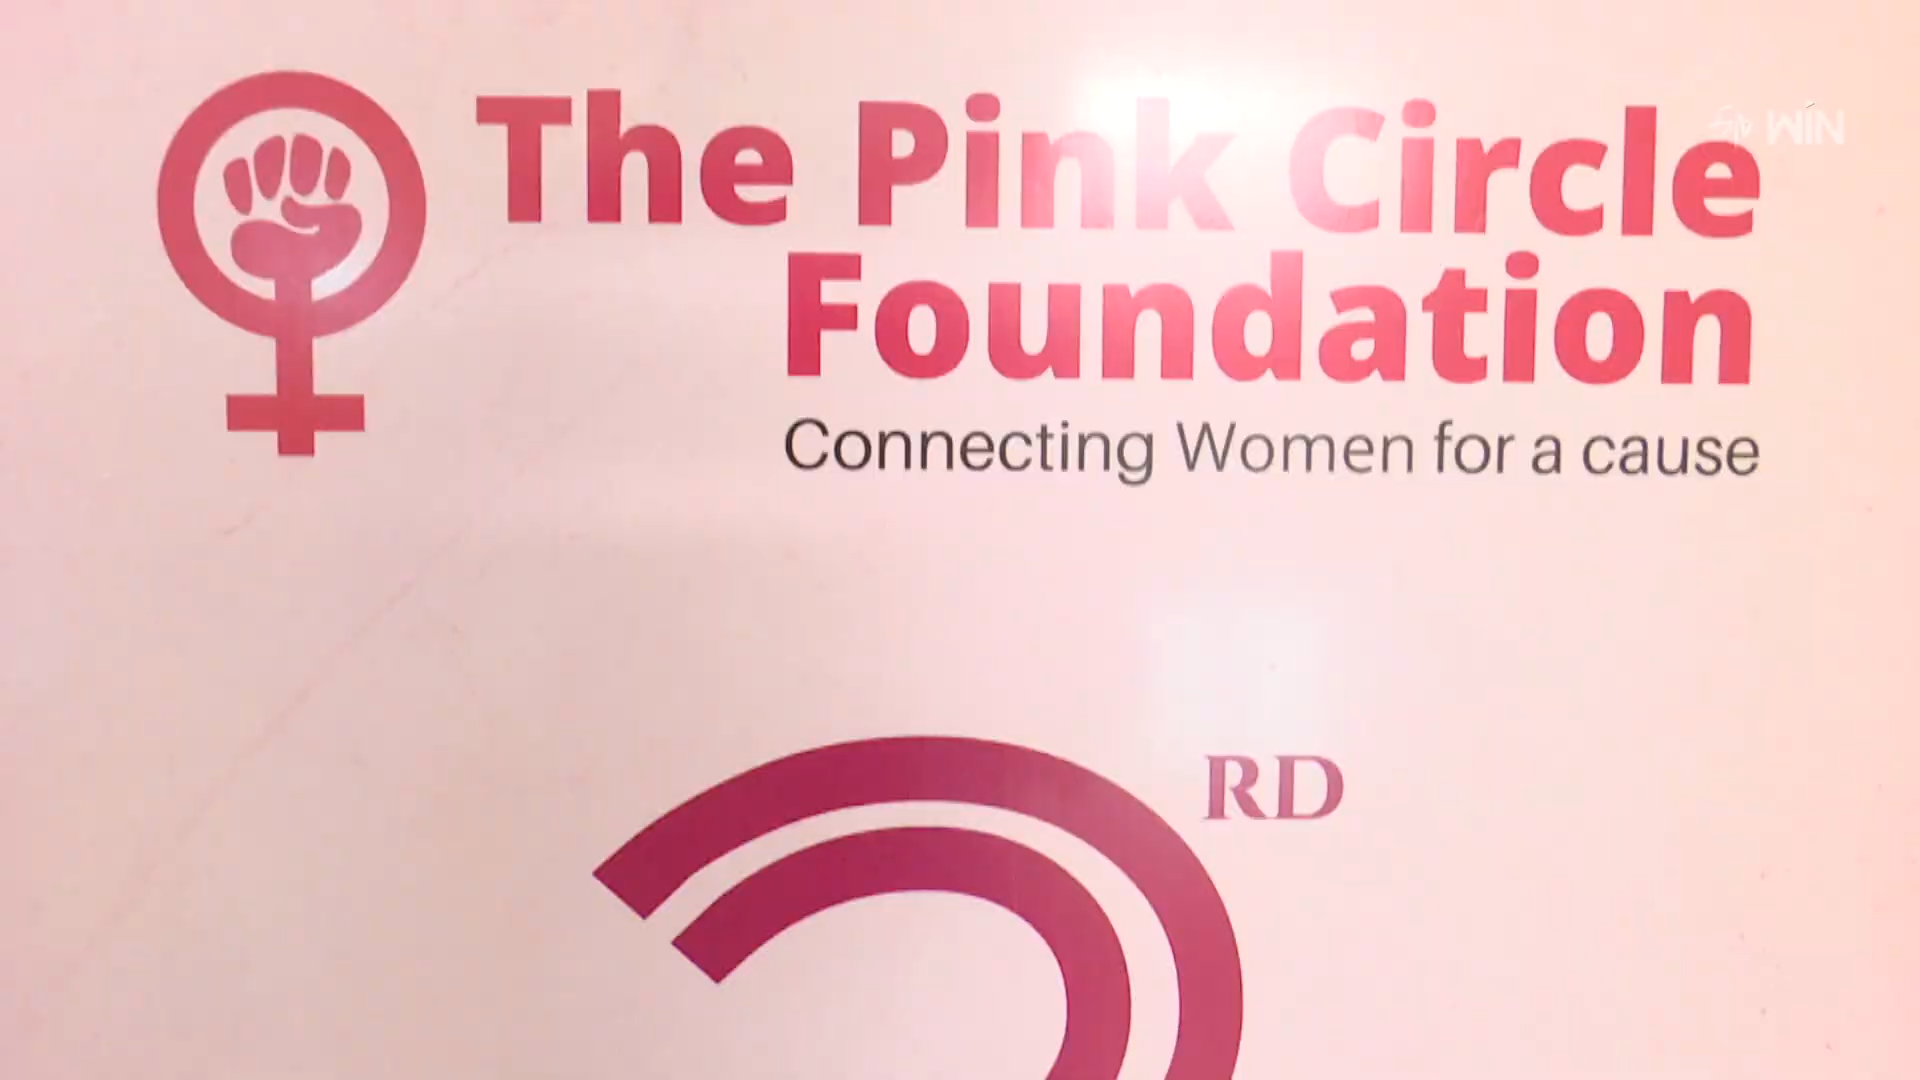 The Pink Circle
Foundation
Connecting Women for a cause
RD
WIN